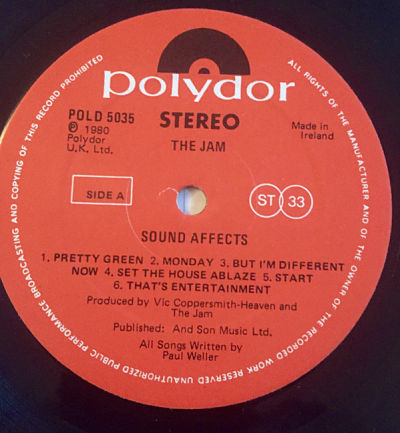 polydor
POLD 5035
STEREO
℗ 1980
Polydor
U.K. Ltd.
THE JAM
Made in
Ireland
SIDE A
ST 33
SOUND AFFECTS
1. PRETTY GREEN 2. MONDAY 3. BUT I'M DIFFERENT
NOW 4. SET THE HOUSE ABLAZE 5. START
6. THAT'S ENTERTAINMENT
Produced by Vic Coppersmith-Heaven and
The Jam
Published: And Son Music Ltd.
All Songs Written by
Paul Weller
ALL RIGHTS OF THE MANUFACTURER AND OF THE OWNER OF THE RECORDED WORK RESERVED UNAUTHORIZED PUBLIC PERFORMANCE BROADCASTING AND COPYING OF THIS RECORD PROHIBITED